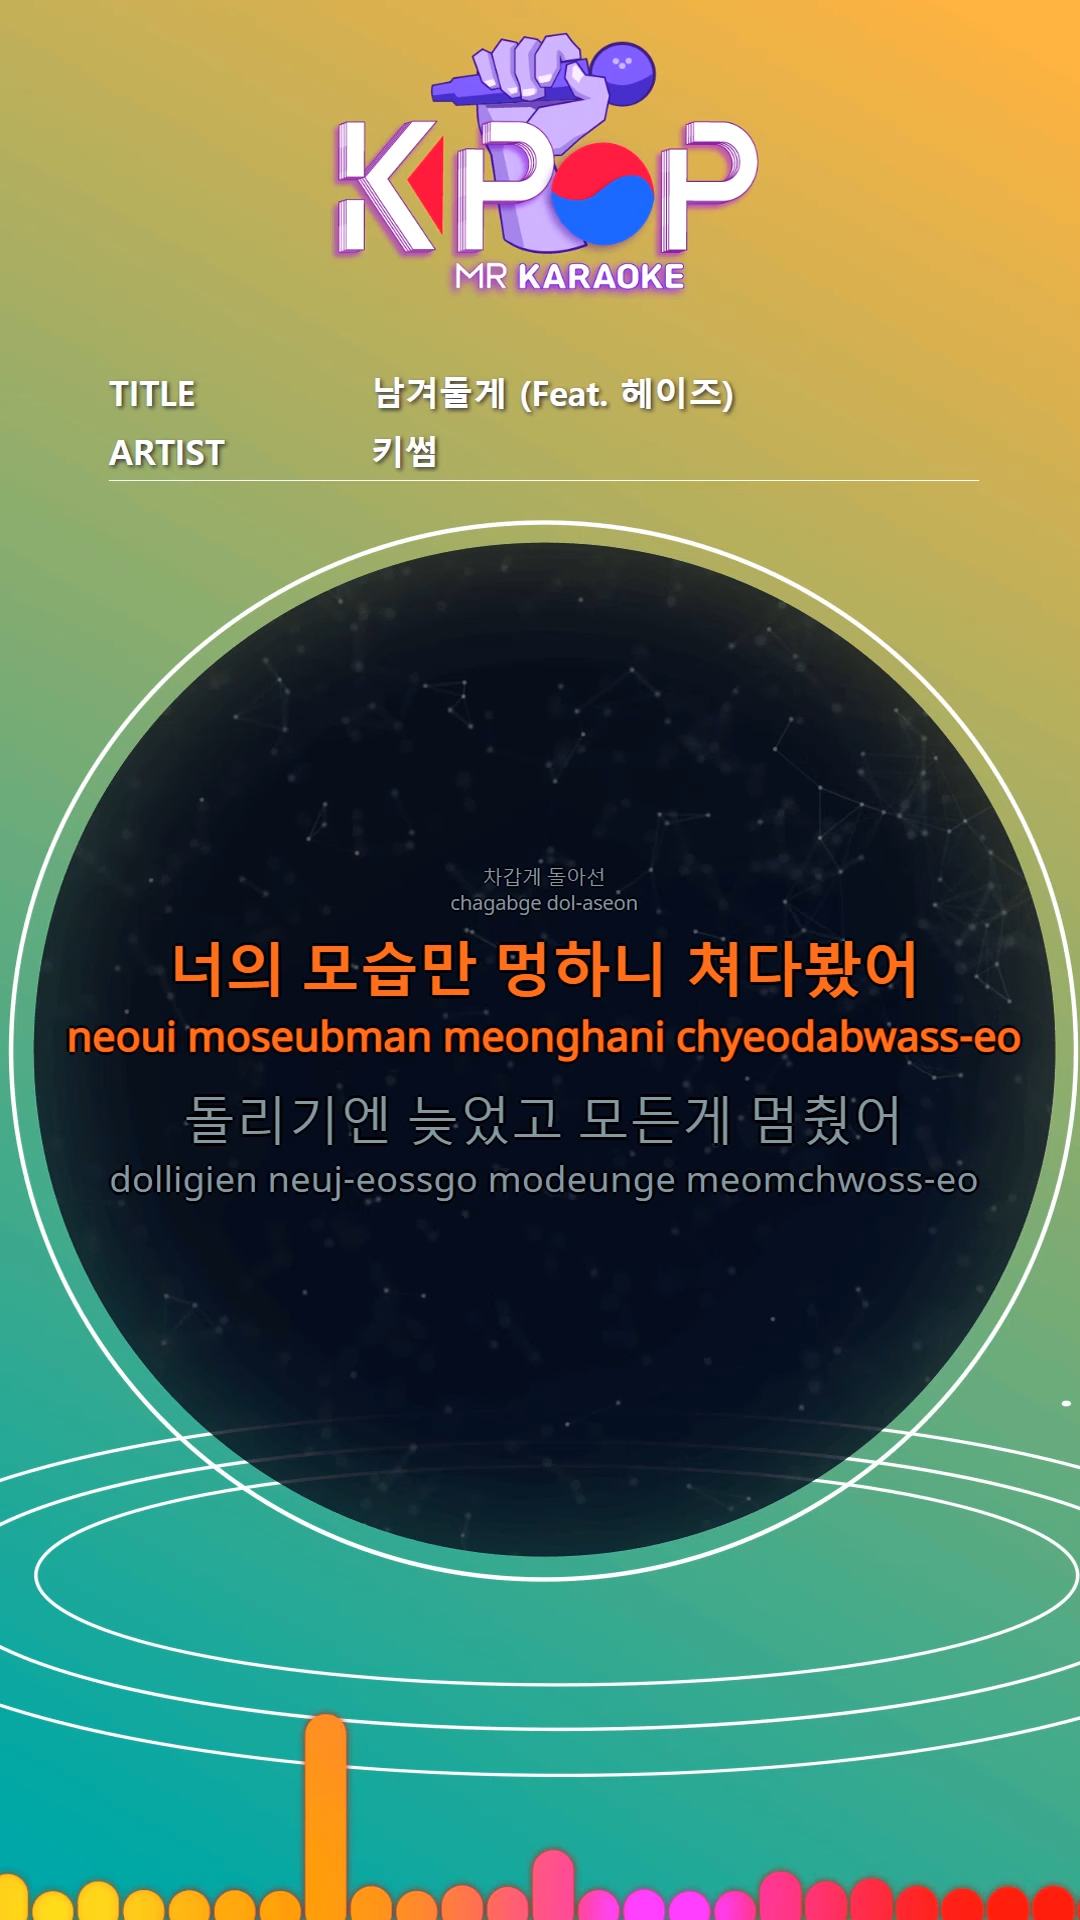 KPOP
MR KARAOKE
TITLE 남겨둘게 (Feat. 헤이즈)
ARTIST 키썸
차갑게 돌아선
chagabge dol-aseon
너의 모습만 멍하니 쳐다봤어
neoui moseubman meonghani chyeodabwass-eo
돌리기엔 늦었고 모든게 멈췄어
dolligien neuj-eossgo modeunge meomchwoss-eo